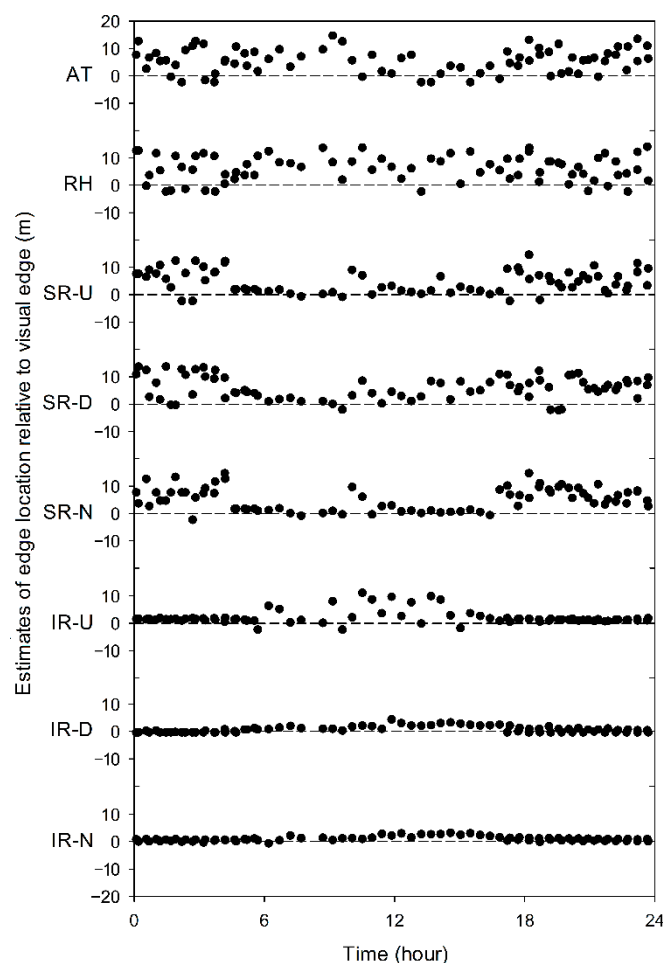 Estimates of edge location relative to visual edge (m)
20
10
AT 0
−10
10
RH 0
−10
10
SR-U 0
−10
10
SR-D 0
−10
10
SR-N 0
−10
10
IR-U 0
−10
10
IR-D 0
−10
10
IR-N 0
−10
−20
0 6 12 18 24
Time (hour)